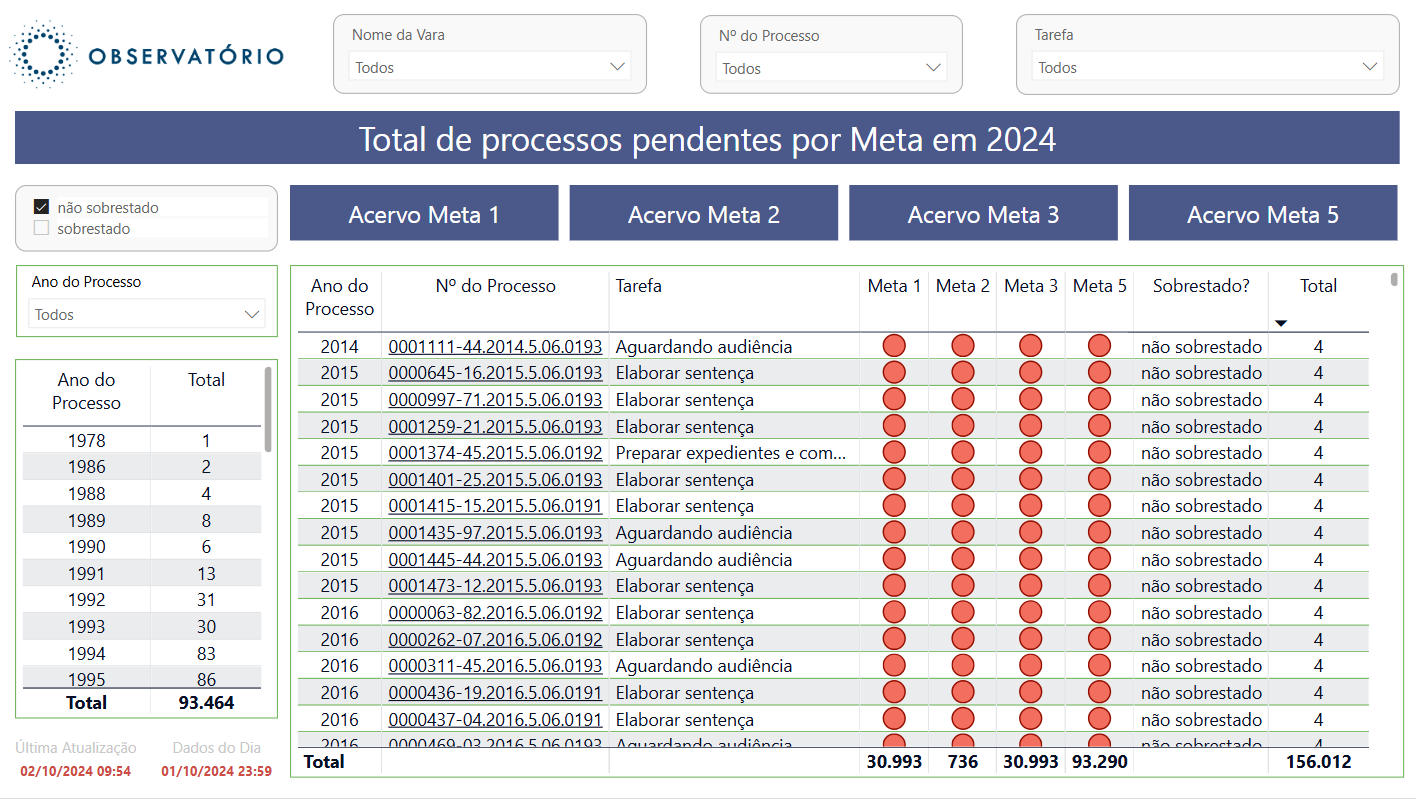 OBSERVATÓRIO
Nome da Vara
Todos
Nº do Processo
Todos
Tarefa
Todos
Total de processos pendentes por Meta em 2024
não sobrestado
sobrestado
Acervo Meta 1
Acervo Meta 2
Acervo Meta 3
Acervo Meta 5
Ano do Processo
Todos
Ano do Processo Total
1978 1
1986 2
1988 4
1989 8
1990 6
1991 13
1992 31
1993 30
1994 83
1995 86
Total 93.464
Última Atualização
02/10/2024 09:54
Dados do Dia
01/10/2024 23:59
Ano do Processo Nº do Processo Tarefa Meta 1 Meta 2 Meta 3 Meta 5 Sobrestado? Total
2014 0001111-44.2014.5.06.0193 Aguardando audiência não sobrestado 4
2015 0000645-16.2015.5.06.0193 Elaborar sentença não sobrestado 4
2015 0000997-71.2015.5.06.0193 Elaborar sentença não sobrestado 4
2015 0001259-21.2015.5.06.0193 Elaborar sentença não sobrestado 4
2015 0001374-45.2015.5.06.0192 Preparar expedientes e com... não sobrestado 4
2015 0001401-25.2015.5.06.0193 Elaborar sentença não sobrestado 4
2015 0001415-15.2015.5.06.0191 Elaborar sentença não sobrestado 4
2015 0001435-97.2015.5.06.0193 Aguardando audiência não sobrestado 4
2015 0001445-44.2015.5.06.0193 Aguardando audiência não sobrestado 4
2015 0001473-12.2015.5.06.0193 Elaborar sentença não sobrestado 4
2016 0000063-82.2016.5.06.0192 Elaborar sentença não sobrestado 4
2016 0000262-07.2016.5.06.0192 Elaborar sentença não sobrestado 4
2016 0000311-45.2016.5.06.0193 Aguardando audiência não sobrestado 4
2016 0000436-19.2016.5.06.0191 Elaborar sentença não sobrestado 4
2016 0000437-04.2016.5.06.0191 Elaborar sentença não sobrestado 4
2016 0000469-03.2016.5.06.0193 Aguardando audiência não sobrestado 4
Total 30.993 736 30.993 93.290 156.012